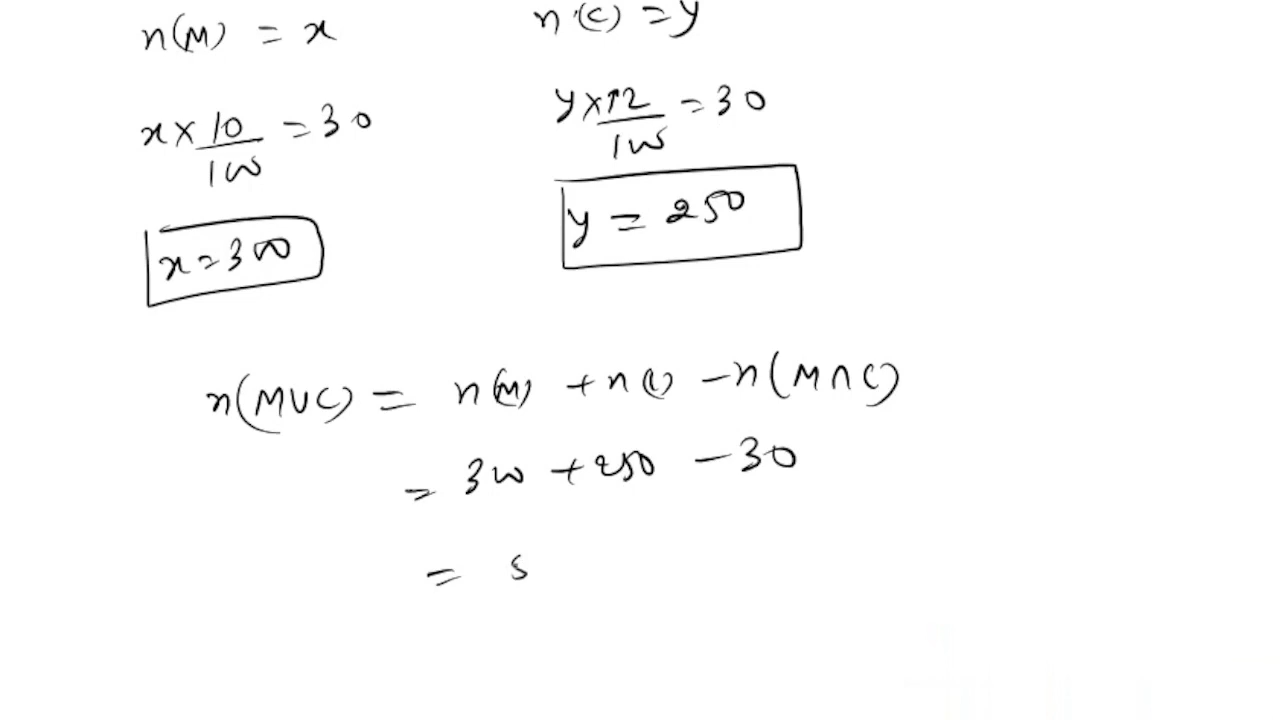 n(M) = x
n(C) = y
x × 10/100 = 30
y × 12/100 = 30
x = 300
y = 250
n(M∪C) = n(M) + n(C) − n(M∩C)
= 300 + 250 − 30
= 5